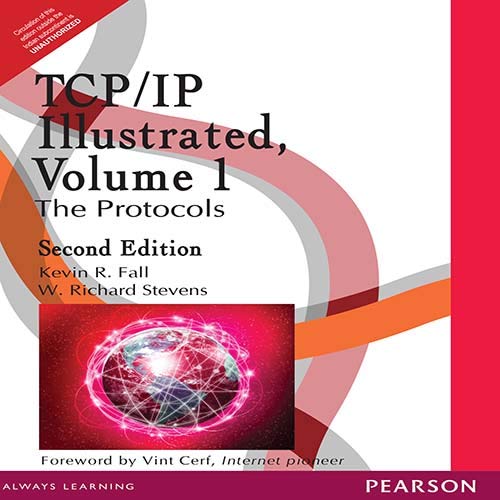 Circulation of this
edition outside the
Indian subcontinent is
UNAUTHORIZED
TCP/IP
Illustrated,
Volume 1
The Protocols
Second Edition
Kevin R. Fall
W. Richard Stevens
Foreword by Vint Cerf, Internet pioneer
ALWAYS LEARNING
PEARSON